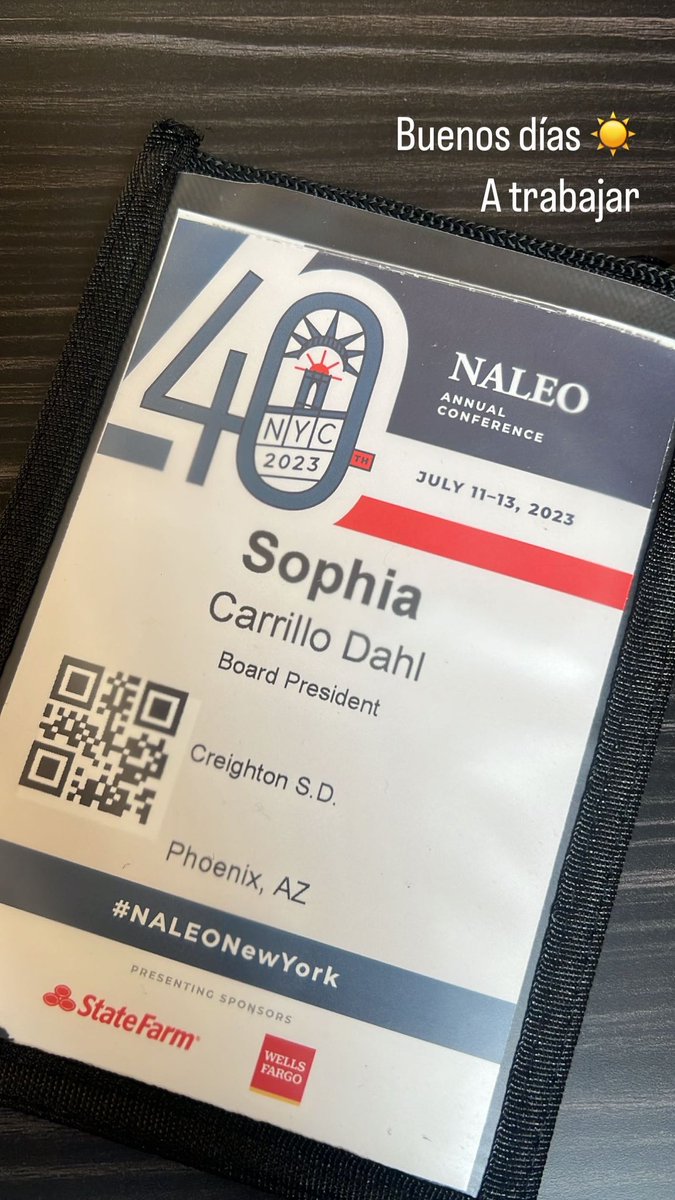 Buenos días ☀️
A trabajar
40
TH
NYC
2023
NALEO
ANNUAL
CONFERENCE
JULY 11-13, 2023
Sophia
Carrillo Dahl
Board President
Creighton S.D.
Phoenix, AZ
#NALEONewYork
PRESENTING SPONSORS
StateFarm®
WELLS
FARGO